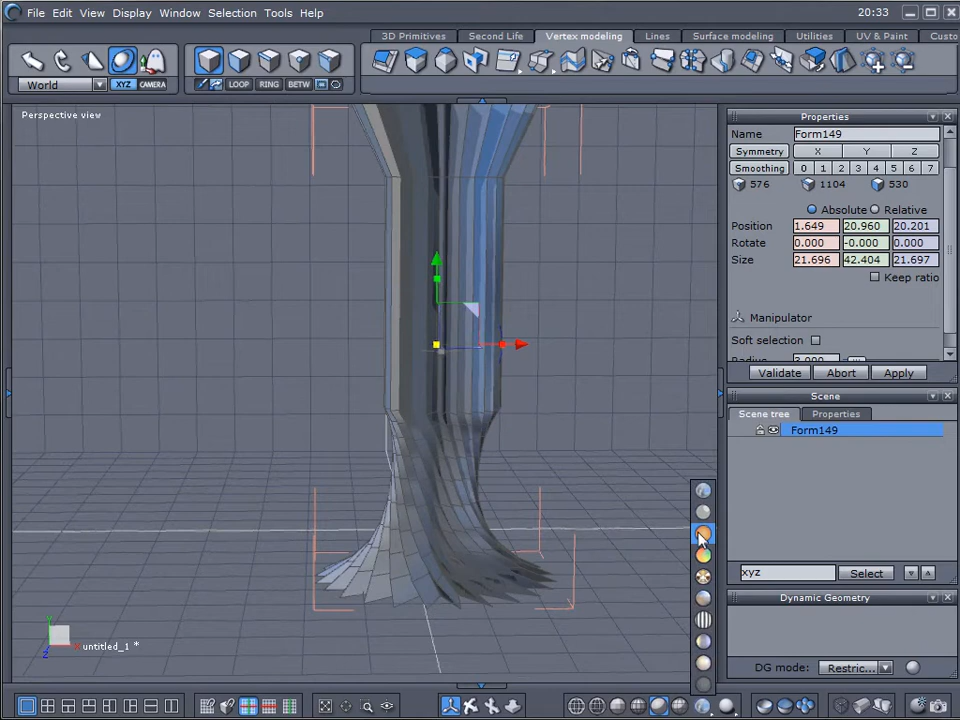 File Edit View Display Window Selection Tools Help 20:33
3D Primitives Second Life Vertex modeling Lines Surface modeling Utilities UV & Paint Custo
World XYZ CAMERA LOOP RING BETW
Perspective view
Properties
Name Form149
Symmetry X Y Z
Smoothing 0 1 2 3 4 5 6 7
576 1104 530
Absolute Relative
Position 1.649 20.960 20.201
Rotate 0.000 -0.000 0.000
Size 21.696 42.404 21.697
Keep ratio
Manipulator
Soft selection
Radius 3.000
Validate Abort Apply
Scene
Scene tree Properties
Form149
xyz Select
Dynamic Geometry
DG mode: Restric...
Y
X
Z
untitled_1 *